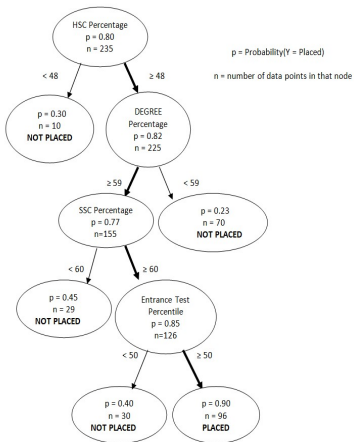 HSC Percentage
p = 0.80
n = 235
p = Probability(Y = Placed)
n = number of data points in that node
< 48
≥ 48
p = 0.30
n = 10
NOT PLACED
DEGREE
Percentage
p = 0.82
n = 225
≥ 59
< 59
SSC Percentage
p = 0.77
n=155
p = 0.23
n = 70
NOT PLACED
< 60
≥ 60
p = 0.45
n = 29
NOT PLACED
Entrance Test
Percentile
p = 0.85
n=126
< 50
≥ 50
p = 0.40
n = 30
NOT PLACED
p = 0.90
n = 96
PLACED